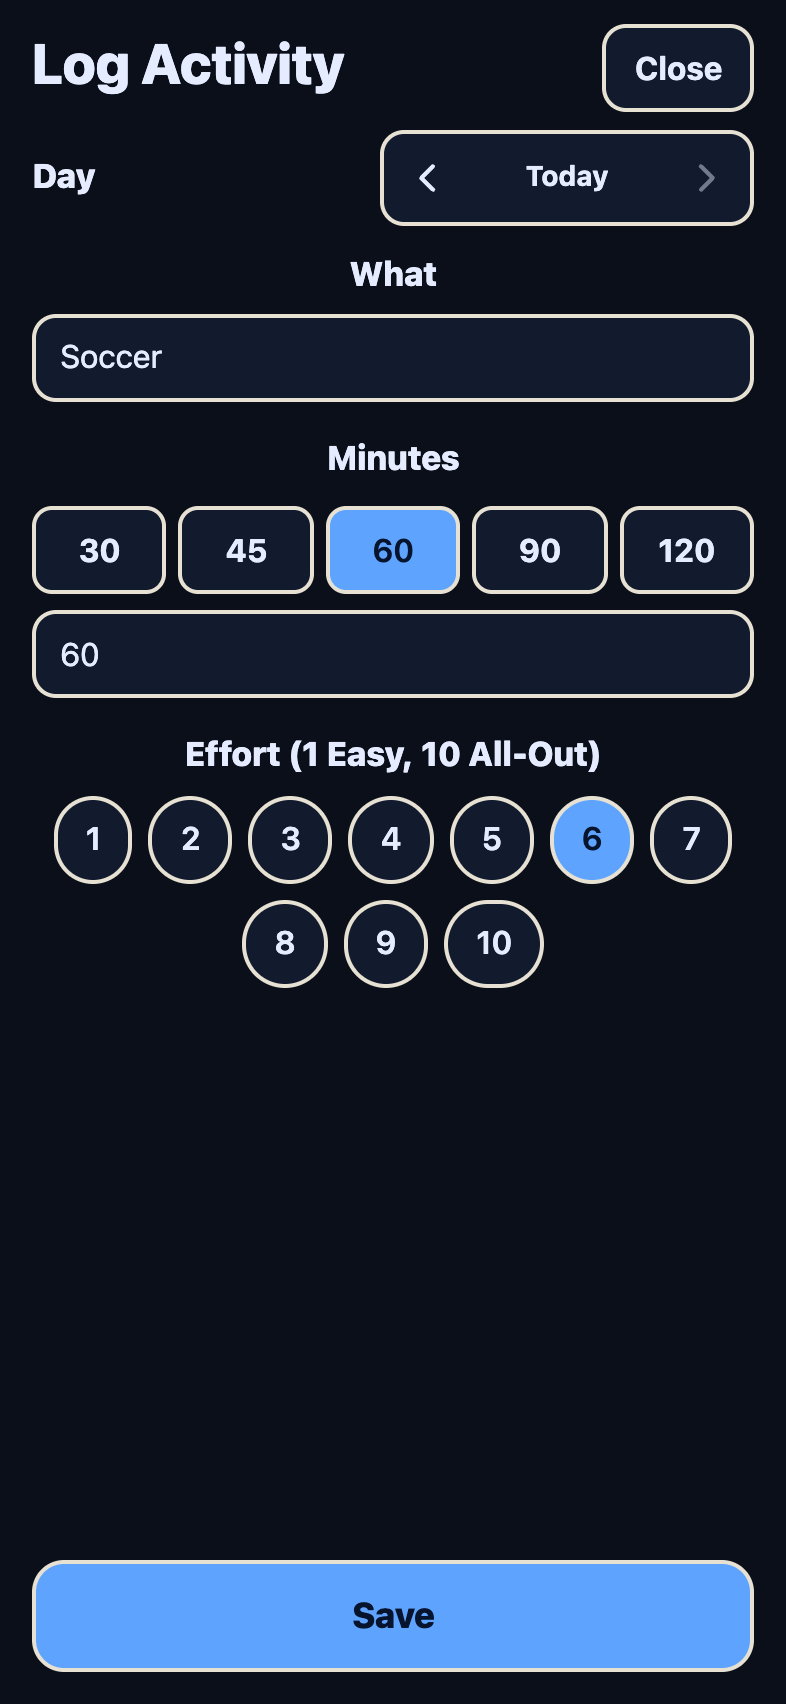 Log Activity
Close
Day
Today
What
Soccer
Minutes
30 45 60 90 120
60
Effort (1 Easy, 10 All-Out)
1 2 3 4 5 6 7
8 9 10
Save